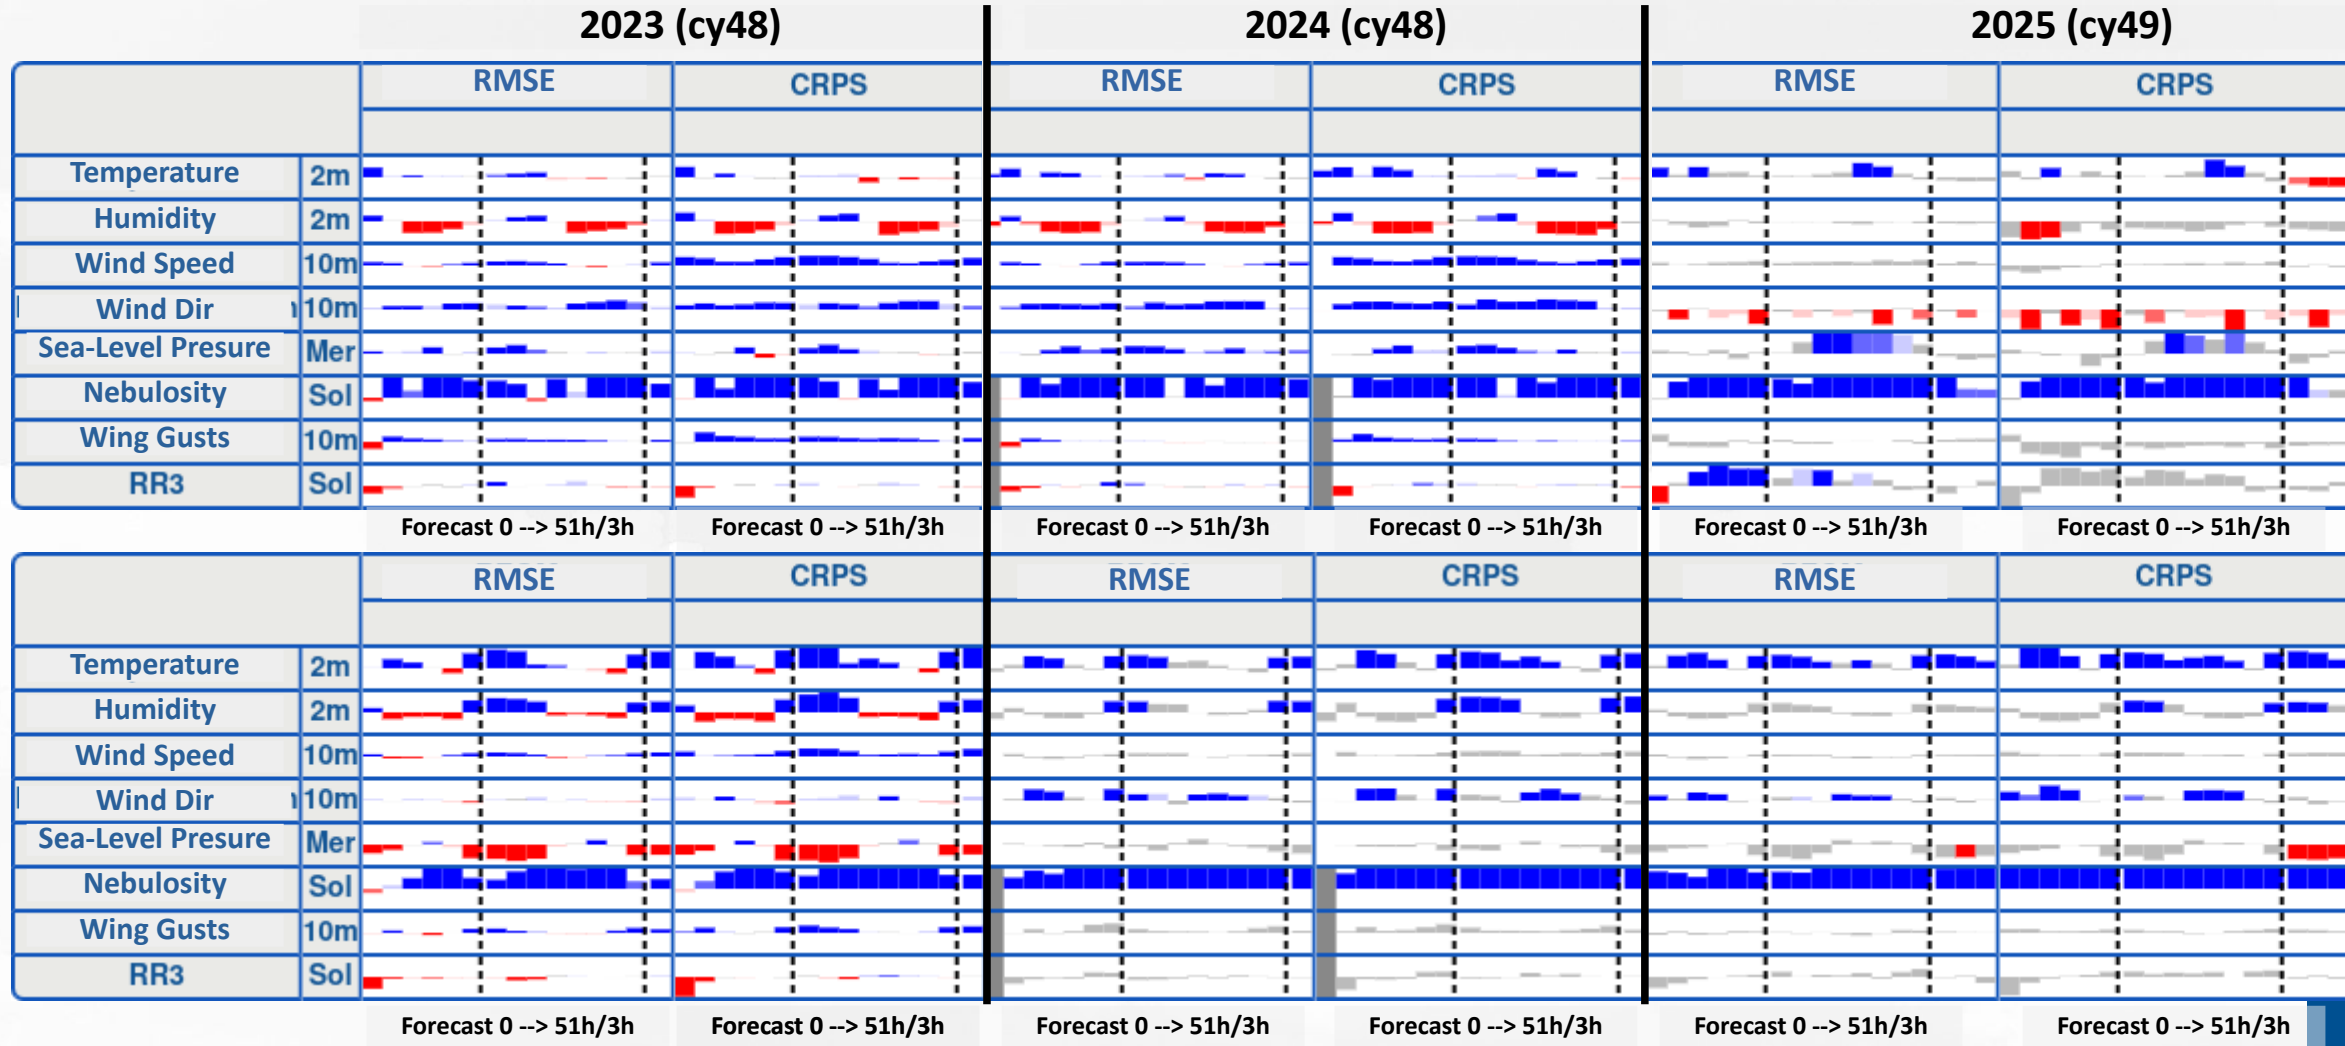 2023 (cy48) 2024 (cy48) 2025 (cy49)
RMSE CRPS RMSE CRPS RMSE CRPS
Temperature 2m
Humidity 2m
Wind Speed 10m
Wind Dir 10m
Sea-Level Presure Mer
Nebulosity Sol
Wing Gusts 10m
RR3 Sol
Forecast 0 --> 51h/3h Forecast 0 --> 51h/3h Forecast 0 --> 51h/3h Forecast 0 --> 51h/3h Forecast 0 --> 51h/3h Forecast 0 --> 51h/3h
RMSE CRPS RMSE CRPS RMSE CRPS
Temperature 2m
Humidity 2m
Wind Speed 10m
Wind Dir 10m
Sea-Level Presure Mer
Nebulosity Sol
Wing Gusts 10m
RR3 Sol
Forecast 0 --> 51h/3h Forecast 0 --> 51h/3h Forecast 0 --> 51h/3h Forecast 0 --> 51h/3h Forecast 0 --> 51h/3h Forecast 0 --> 51h/3h